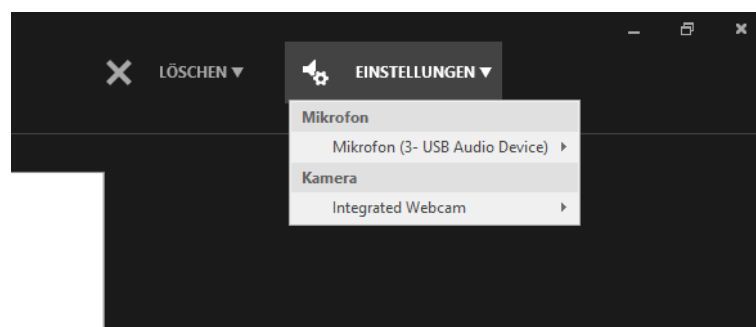 LÖSCHEN ▼
EINSTELLUNGEN ▼
Mikrofon
Mikrofon (3- USB Audio Device)
Kamera
Integrated Webcam